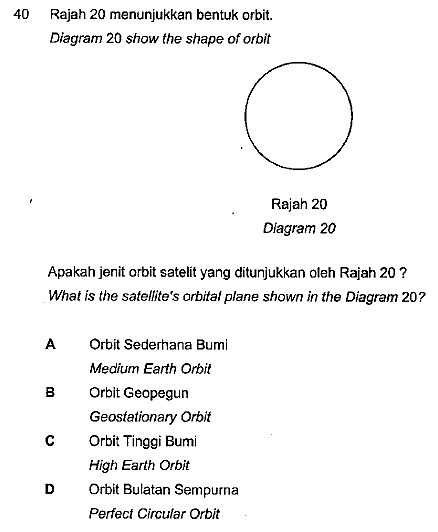 40 Rajah 20 menunjukkan bentuk orbit.
Diagram 20 show the shape of orbit
Rajah 20
Diagram 20
Apakah jenit orbit satelit yang ditunjukkan oleh Rajah 20 ?
What is the satellite's orbital plane shown in the Diagram 20?
A Orbit Sederhana Bumi
Medium Earth Orbit
B Orbit Geopegun
Geostationary Orbit
C Orbit Tinggi Bumi
High Earth Orbit
D Orbit Bulatan Sempurna
Perfect Circular Orbit